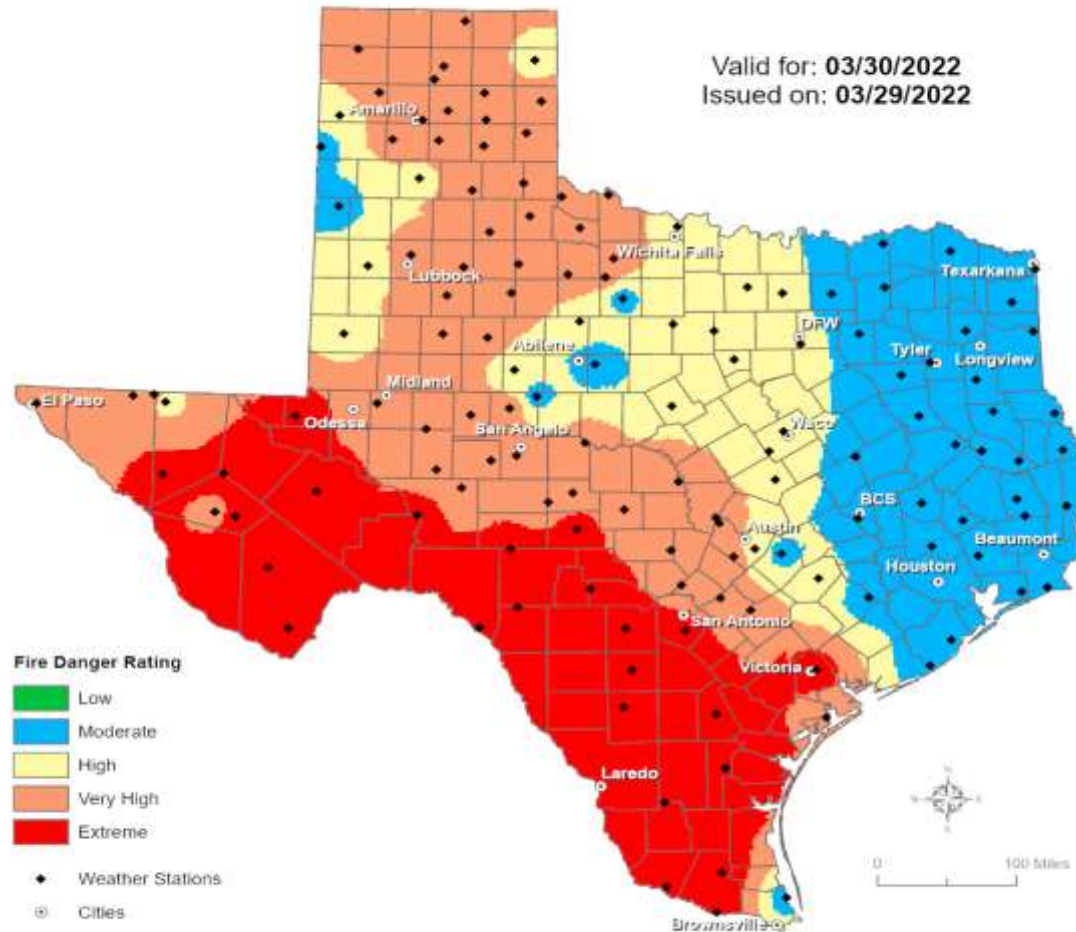 Valid for: 03/30/2022
Issued on: 03/29/2022
Amarillo
Lubbock
Wichita Falls
Texarkana
DFW
Abilene
Tyler
Longview
El Paso
Midland
Odessa
San Angelo
Waco
BCS
Austin
Beaumont
Houston
San Antonio
Victoria
Laredo
Brownsville
Fire Danger Rating
Low
Moderate
High
Very High
Extreme
Weather Stations
Cities
0 100 Miles